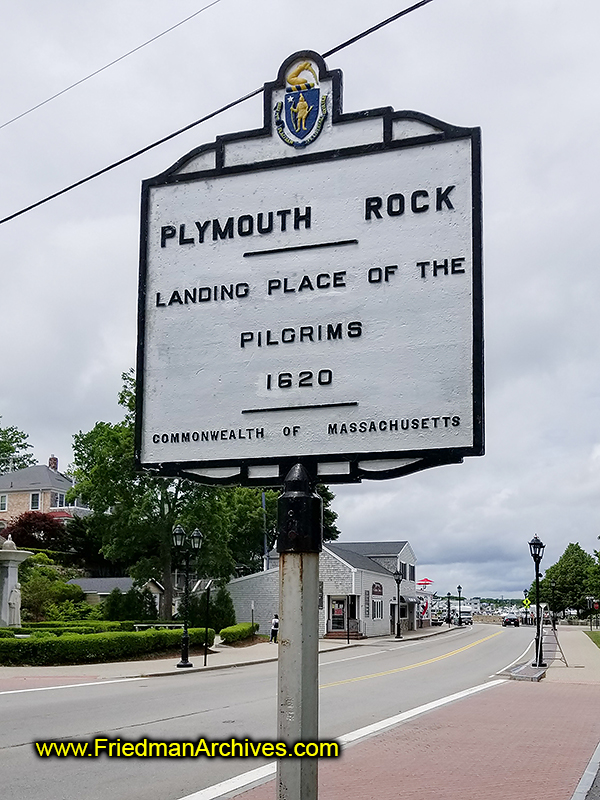 PLYMOUTH ROCK
LANDING PLACE OF THE
PILGRIMS
1620
COMMONWEALTH OF MASSACHUSETTS
www.FriedmanArchives.com